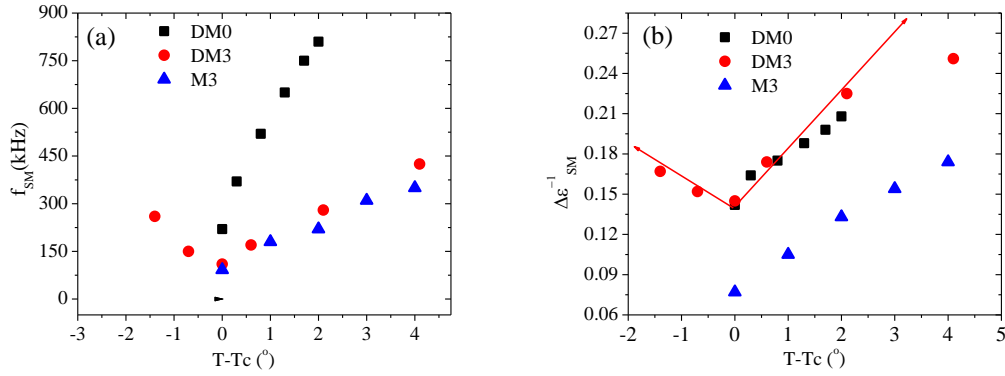 (a)
DM0
DM3
M3
900
750
600
450
300
150
0
f_SM(kHz)
-3 -2 -1 0 1 2 3 4
T-Tc (°)
(b)
DM0
DM3
M3
0.27
0.24
0.21
0.18
0.15
0.12
0.09
0.06
Δε⁻¹_SM
-2 -1 0 1 2 3 4 5
T-Tc (°)